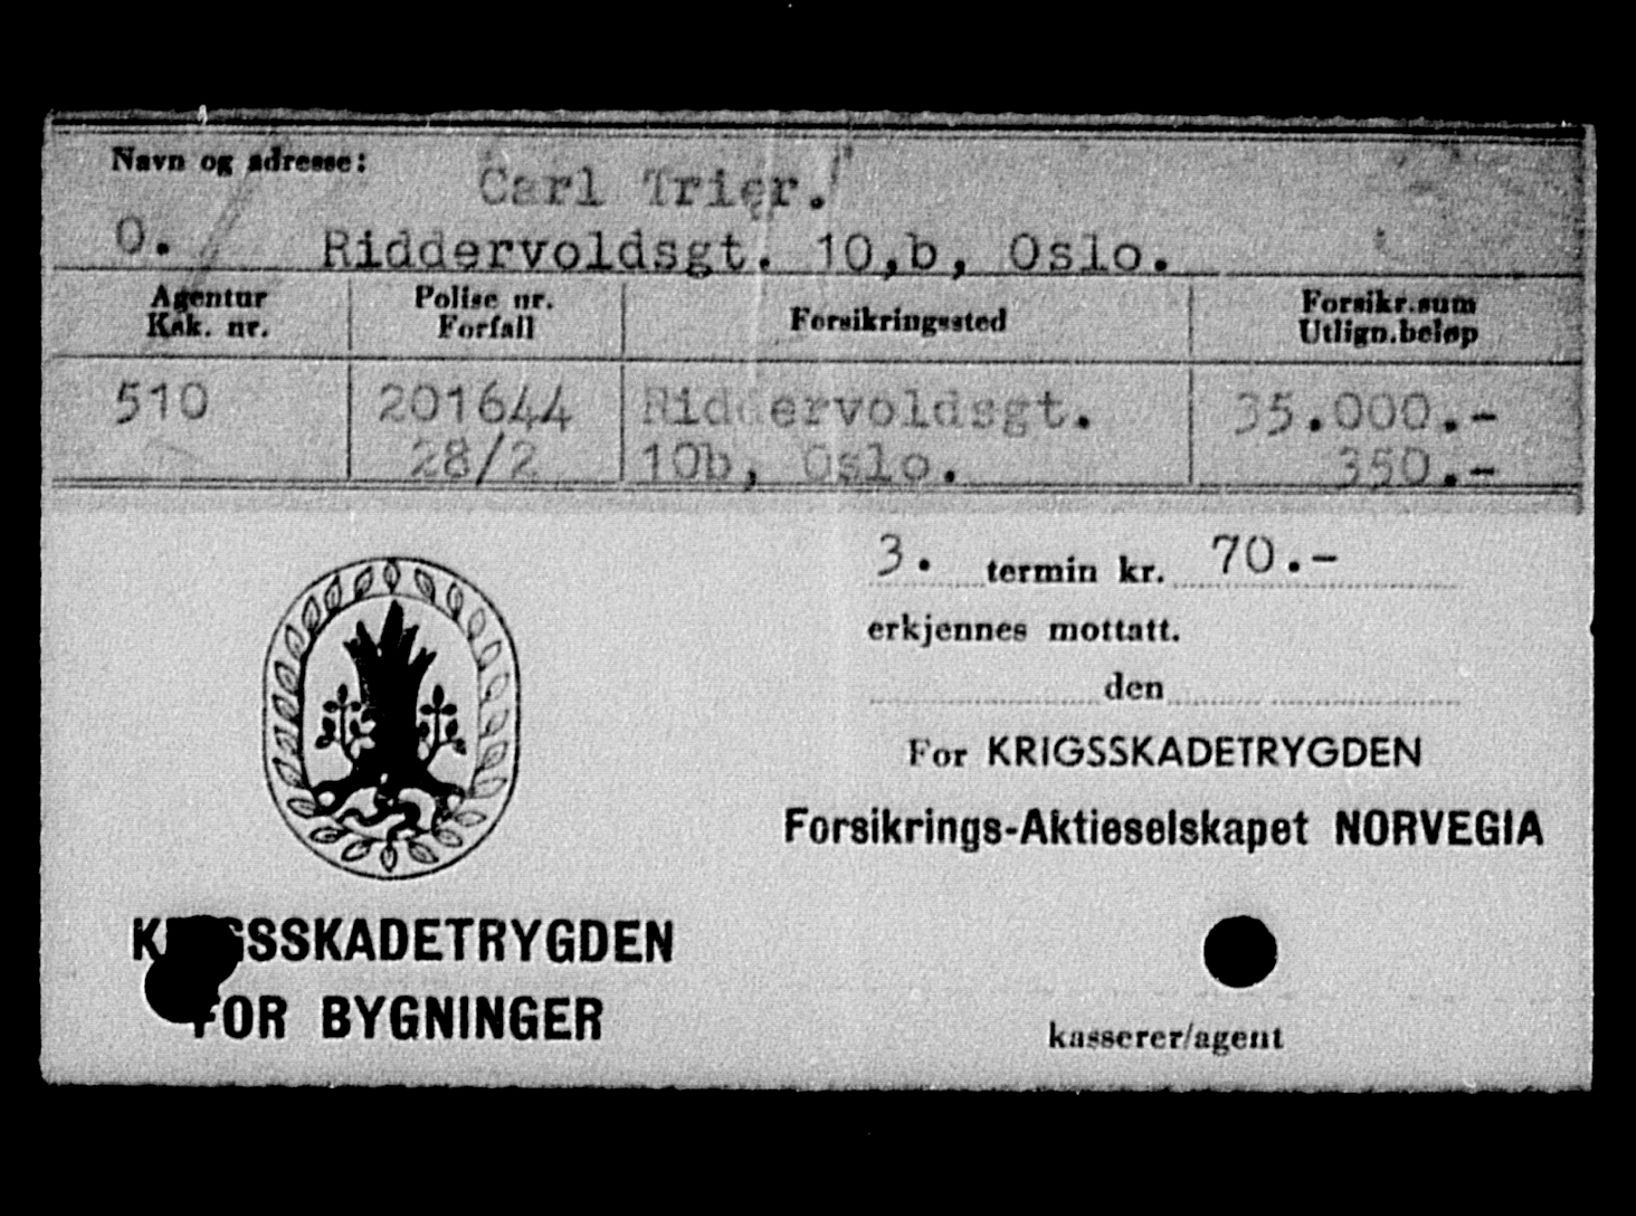 Navn og adresse:
Carl Trier.
O. Riddervoldsgt. 10,b, Oslo.
Agentur Ksk. nr.
Polise nr. Forfall
Forsikringssted
Forsikr.sum Utlign.beløp
510 201644 Riddervoldsgt. 35.000.-
28/2 10b, Oslo. 350.-
3. termin kr. 70.-
erkjennes mottatt.
den
For KRIGSSKADETRYGDEN
Forsikrings-Aktieselskapet NORVEGIA
KRIGSSKADETRYGDEN
FOR BYGNINGER
kasserer/agent